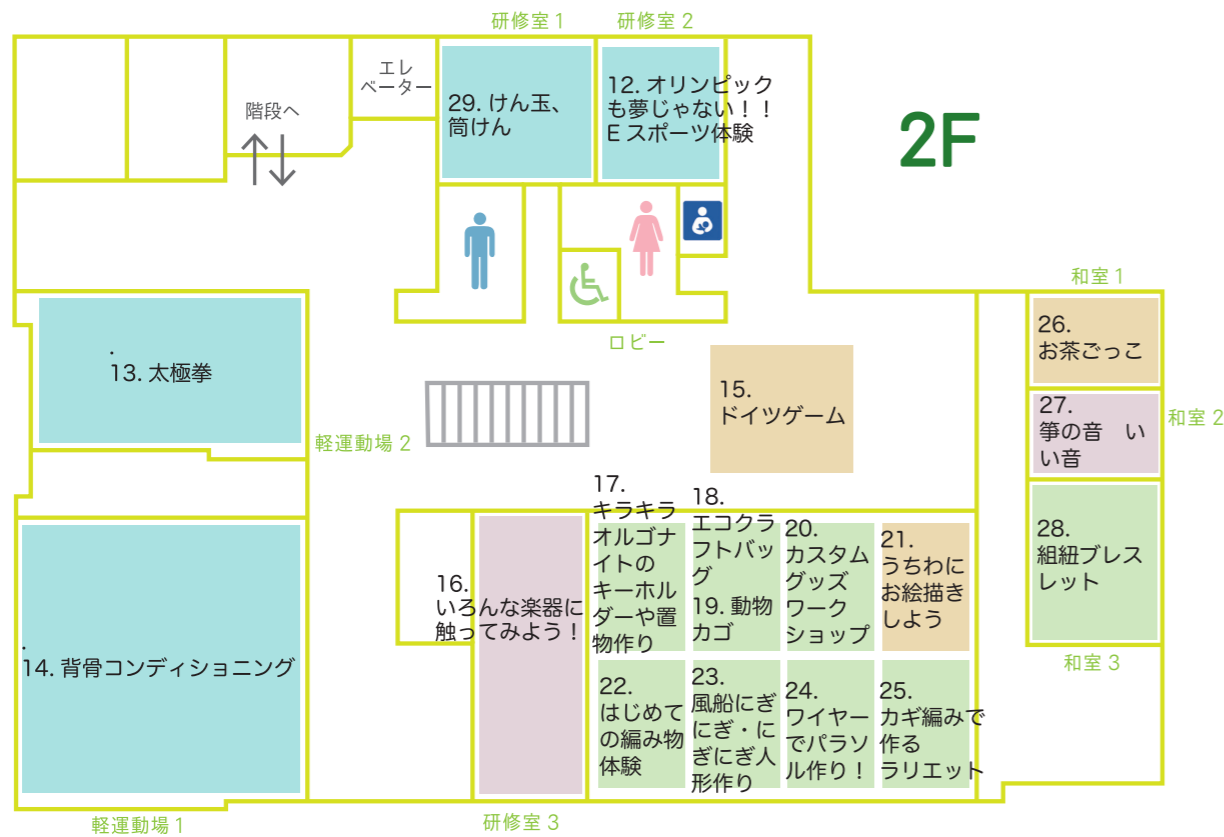 研修室 1
研修室 2
エレ
ベーター
階段へ
29. けん玉、
筒けん
12. オリンピック
も夢じゃない！！
E スポーツ体験
2F
和室 1
26.
お茶ごっこ
ロビー
.
13. 太極拳
15.
ドイツゲーム
27.
箏の音　い
い音
和室 2
軽運動場 2
28.
組紐ブレス
レット
和室 3
16.
いろんな楽器に
触ってみよう！
17.
キラキラ
オルゴナ
イトの
キーホル
ダーや置
物作り
18.
エコクラ
フトバッ
グ
19. 動物
カゴ
20.
カスタム
グッズ
ワーク
ショップ
21.
うちわに
お絵描き
しよう
.
14. 背骨コンディショニング
22.
はじめて
の編み物
体験
23.
風船にぎ
にぎ・に
ぎにぎ人
形作り
24.
ワイヤー
でパラソ
ル作り！
25.
カギ編みで
作る
ラリエット
軽運動場 1
研修室 3